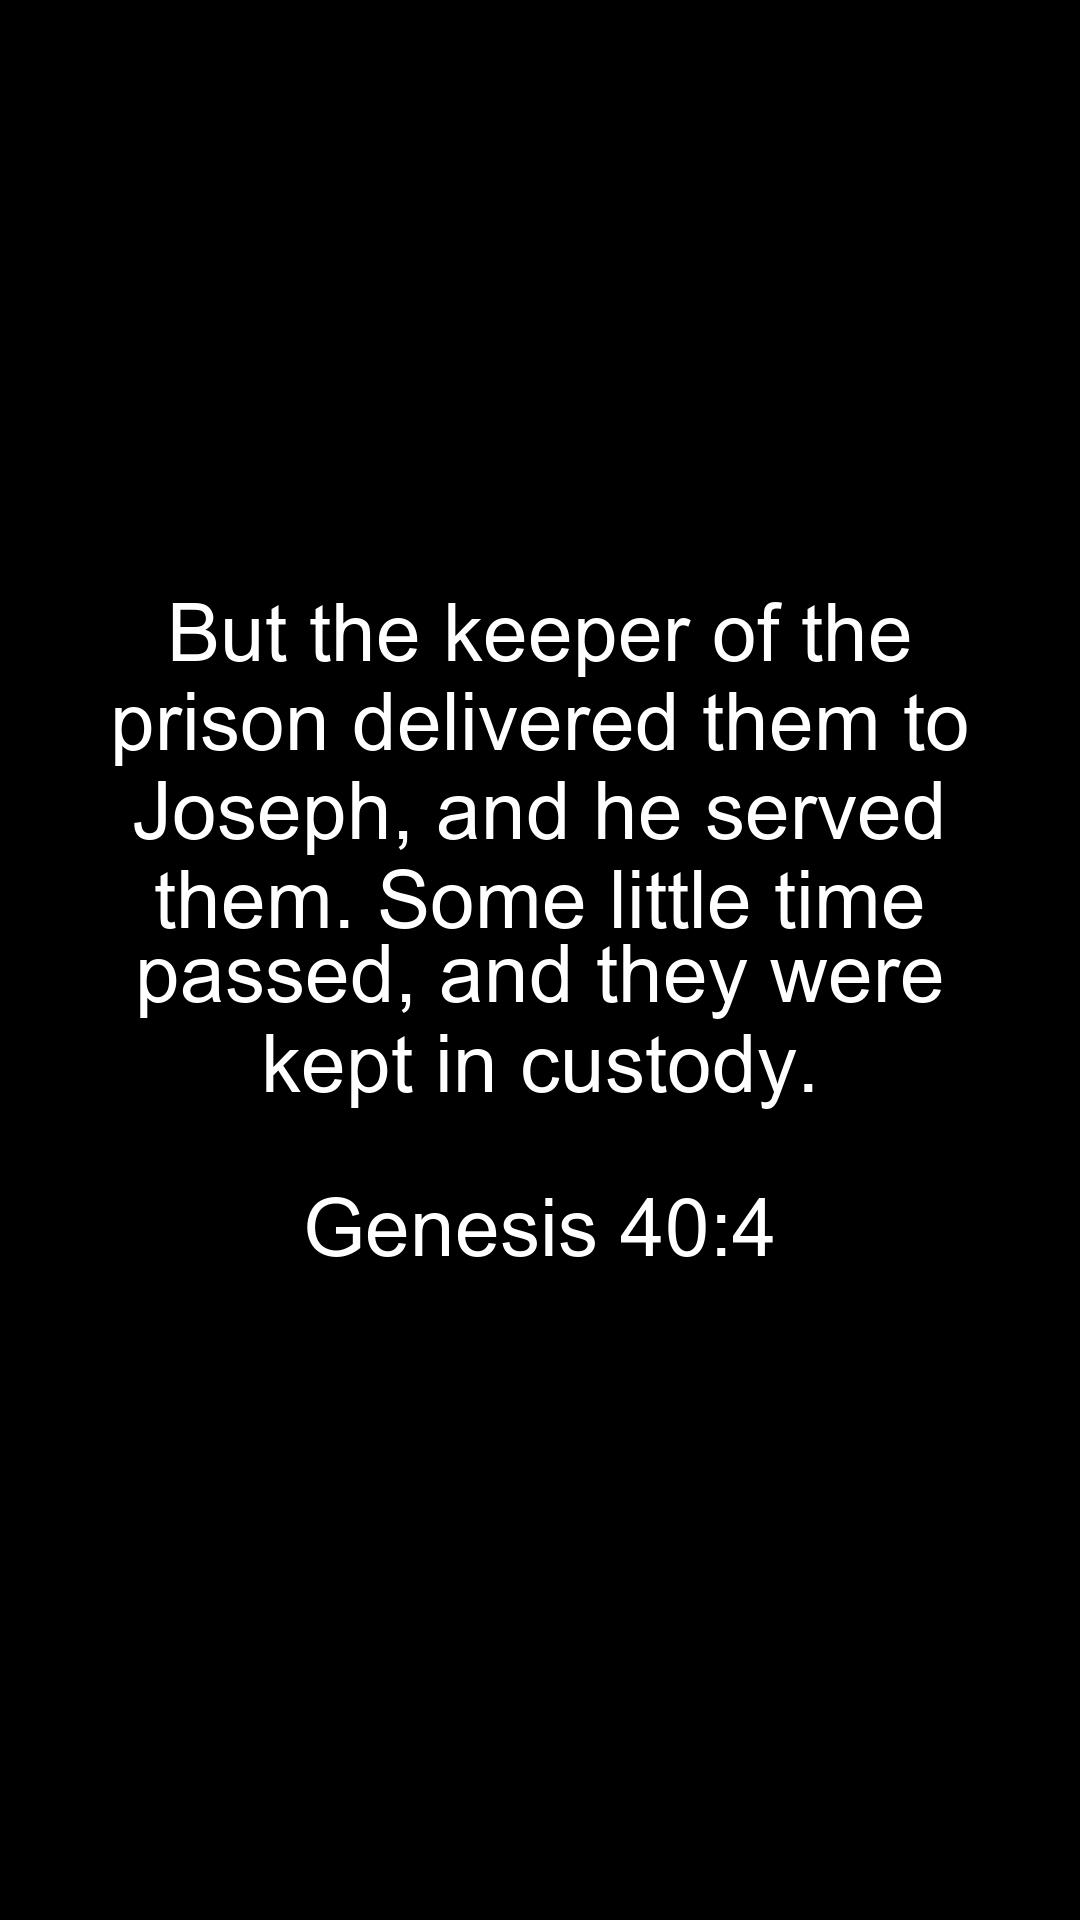 But the keeper of the
prison delivered them to
Joseph, and he served
them. Some little time
passed, and they were
kept in custody.
Genesis 40:4